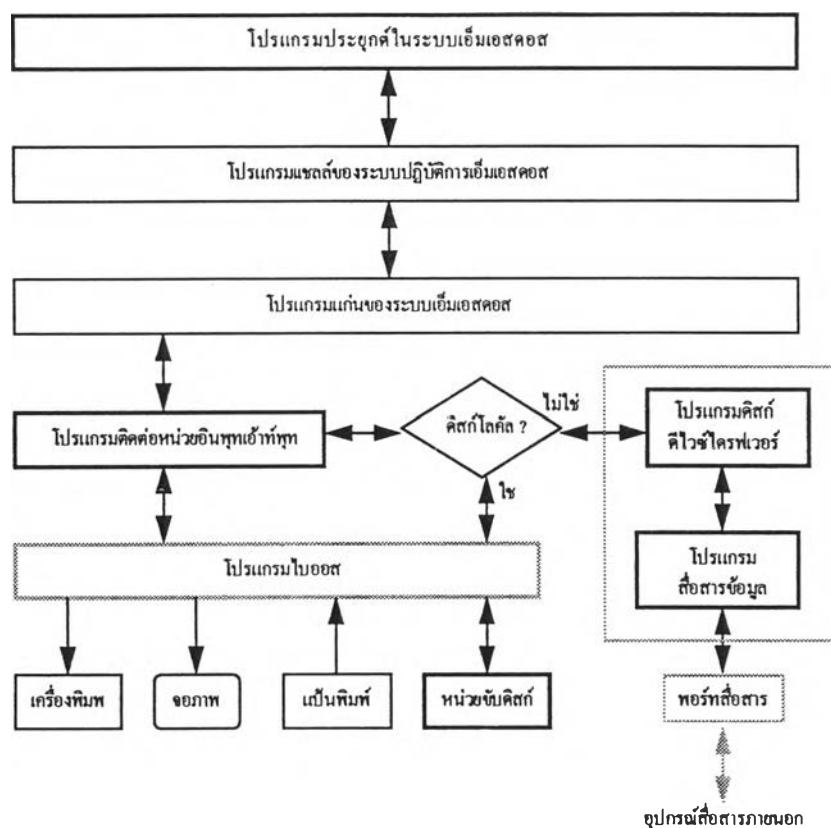 โปรแกรมประยุกต์ในระบบเอ็มเอสดอส
โปรแกรมเชลล์ของระบบปฏิบัติการเอ็มเอสดอส
โปรแกรมแก่นของระบบเอ็มเอสดอส
ไม่ใช่
โปรแกรมติดต่อหน่วยอินพุทเอ้าท์พุท
ดิสก์โลคัล ?
โปรแกรมดิสก์
ดีไวซ์ไดรฟเวอร์
ใช
โปรแกรมไบออส
โปรแกรม
สื่อสารข้อมูล
เครื่องพิมพ
จอภาพ
แป้นพิมพ์
หน่วยขับดิสก์
พอร์ทสื่อสาร
อุปกรณ์สื่อสารภายนอก